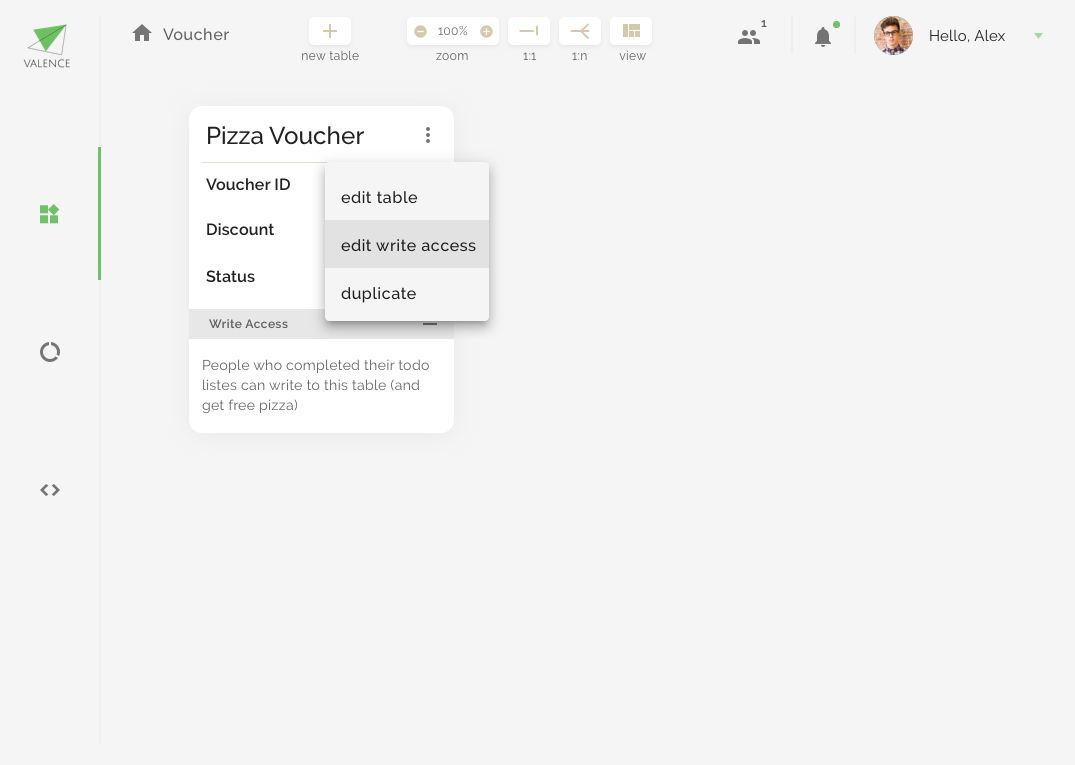 VALENCE
Voucher
new table
100%
zoom
1:1
1:n
view
1
Hello, Alex
Pizza Voucher
Voucher ID
Discount
Status
edit table
edit write access
duplicate
Write Access
People who completed their todo
listes can write to this table (and
get free pizza)